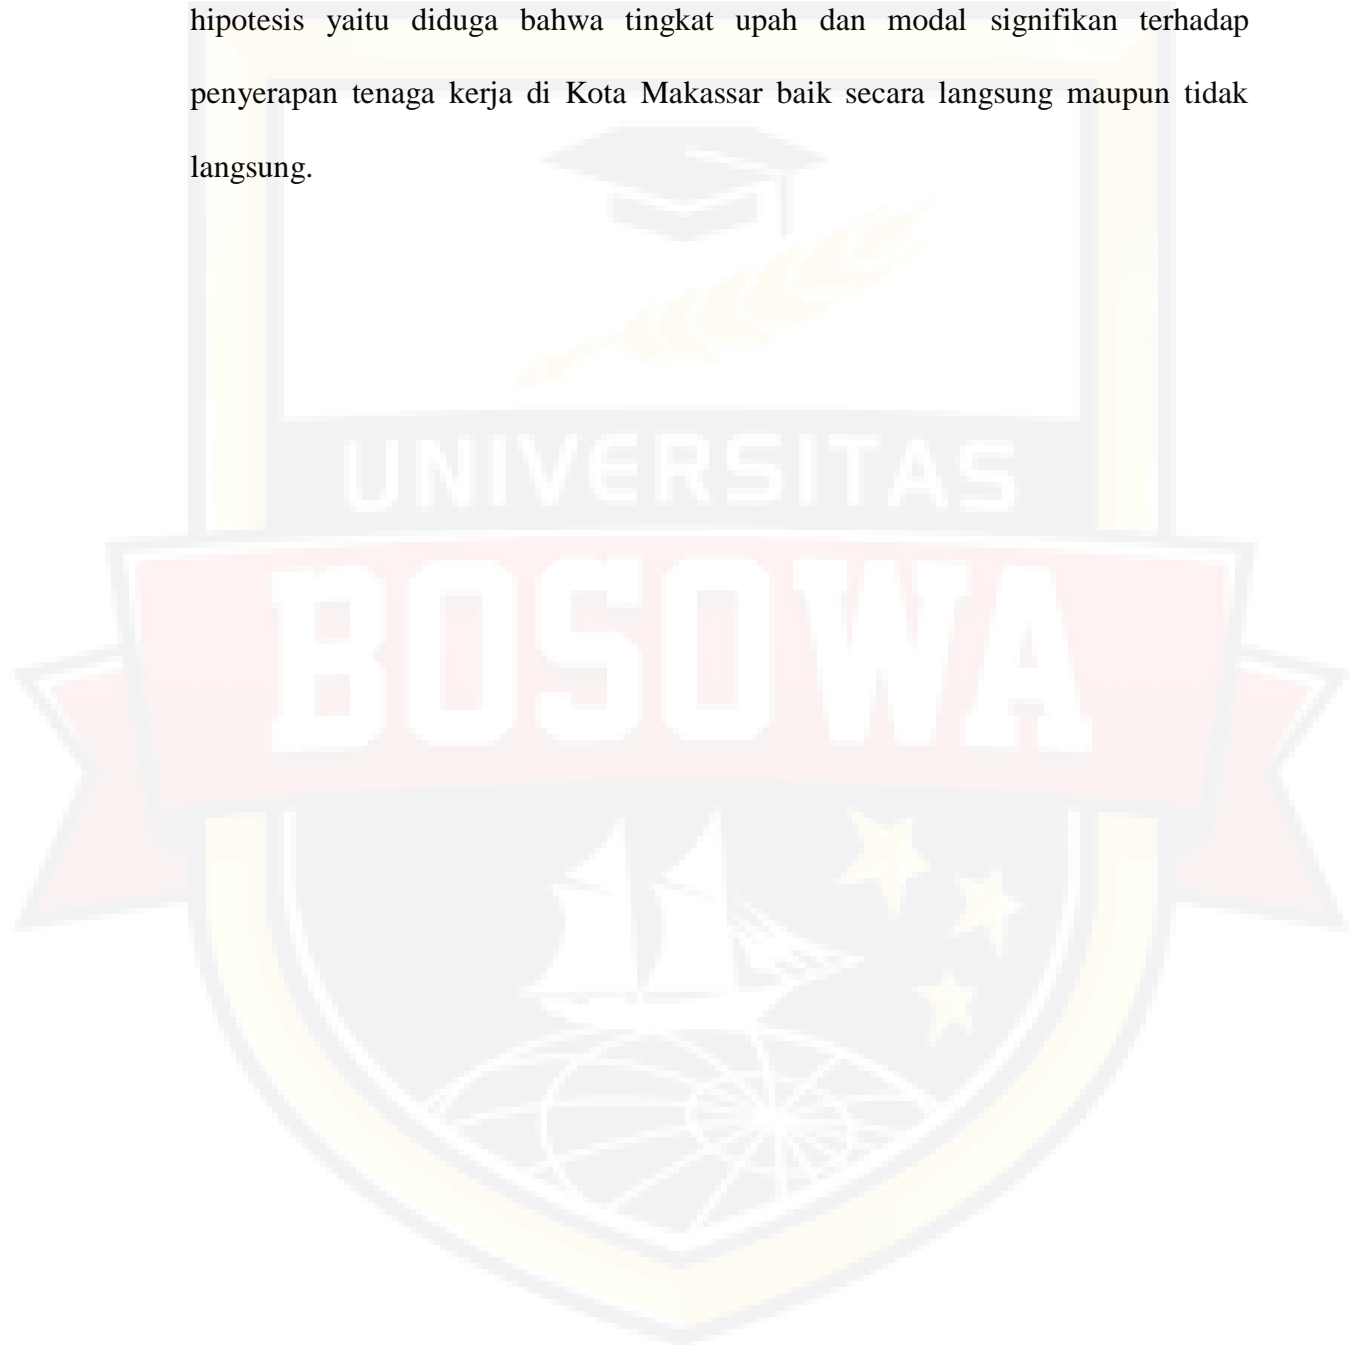 hipotesis yaitu diduga bahwa tingkat upah dan modal signifikan terhadap
penyerapan tenaga kerja di Kota Makassar baik secara langsung maupun tidak
langsung.
UNIVERSITAS
BOSOWA